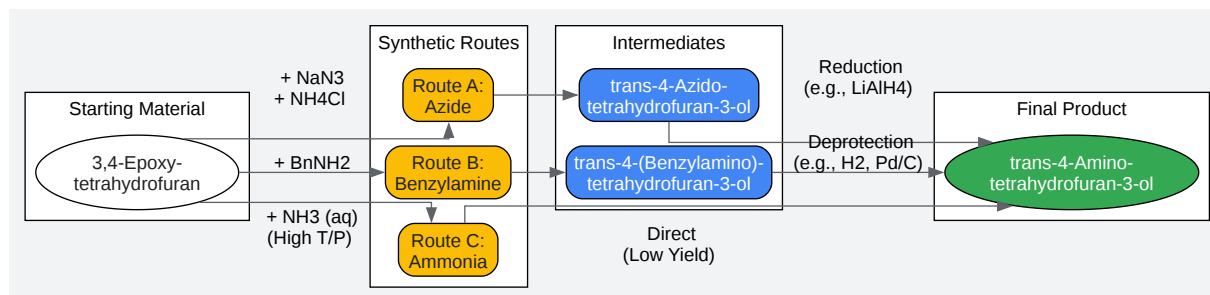 Synthetic Routes
Intermediates
+ NaN3
+ NH4Cl
Route A:
Azide
trans-4-Azido-
tetrahydrofuran-3-ol
Reduction
(e.g., LiAlH4)
Starting Material
Final Product
3,4-Epoxy-
tetrahydrofuran
+ BnNH2
Route B:
Benzylamine
trans-4-(Benzylamino)-
tetrahydrofuran-3-ol
Deprotection
(e.g., H2, Pd/C)
trans-4-Amino-
tetrahydrofuran-3-ol
+ NH3 (aq)
(High T/P)
Route C:
Ammonia
Direct
(Low Yield)